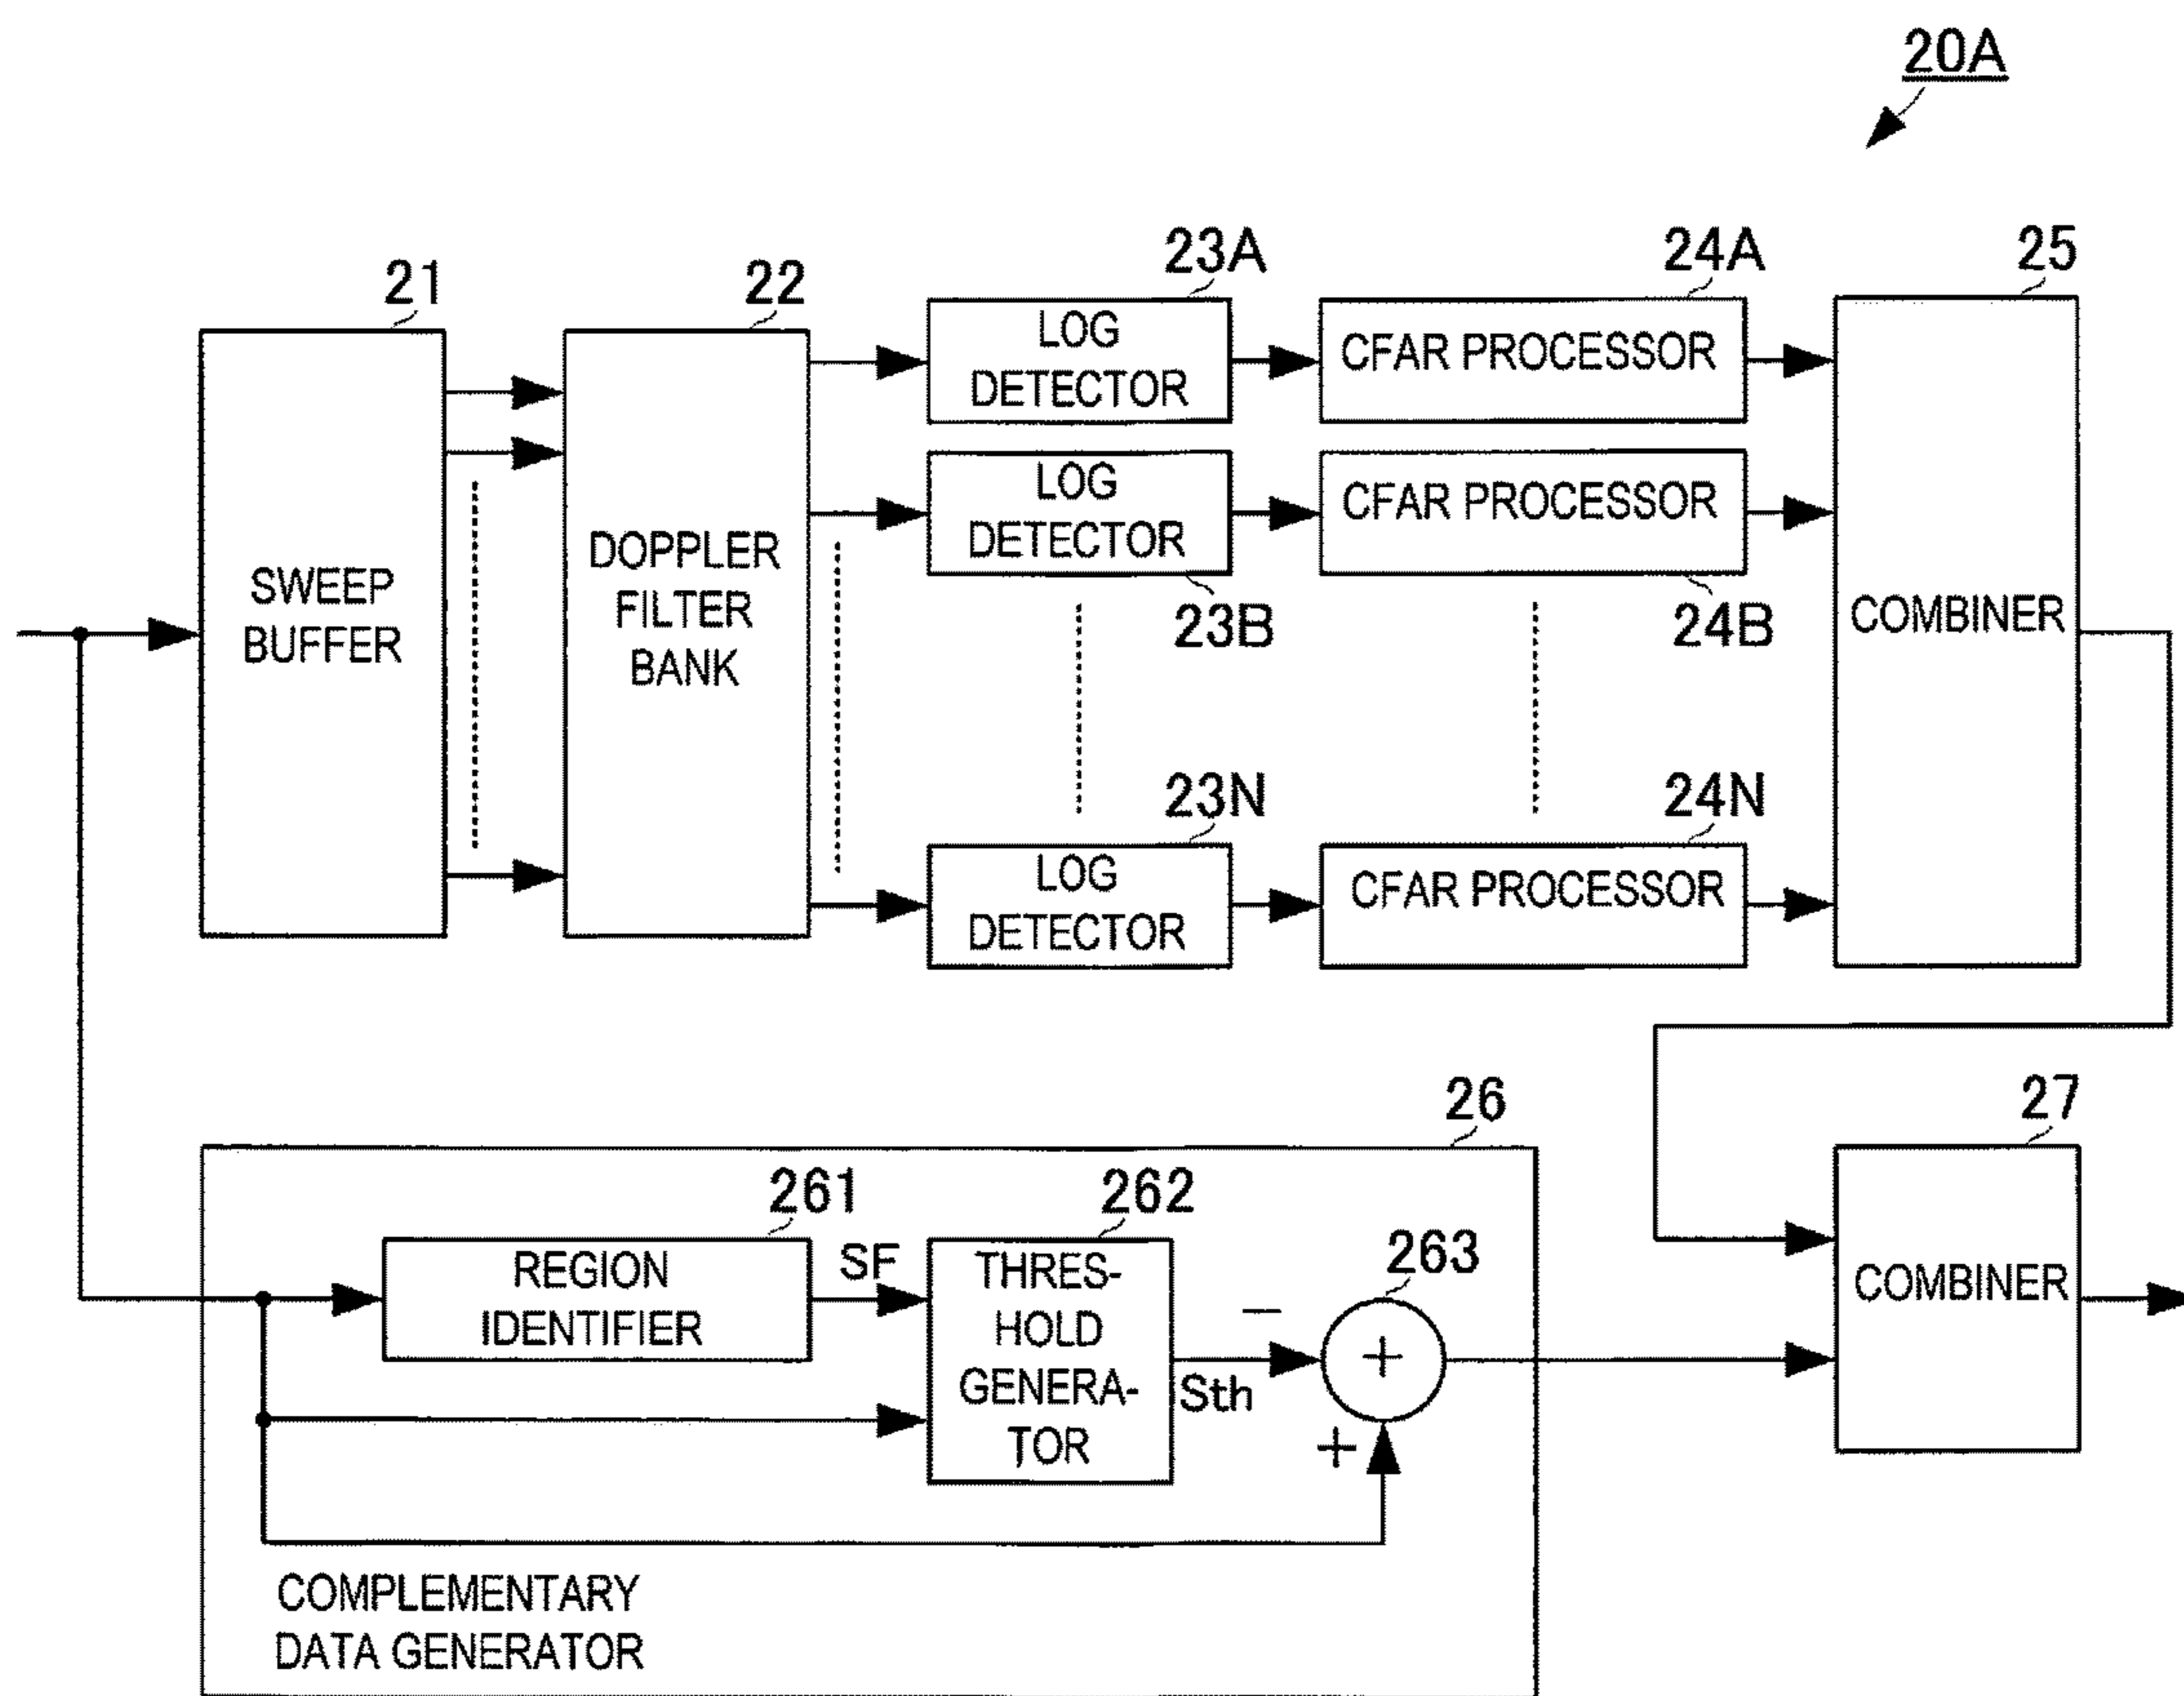 20A
21
22
23A
24A
25
SWEEP
BUFFER
DOPPLER
FILTER
BANK
LOG
DETECTOR
CFAR PROCESSOR
LOG
DETECTOR
CFAR PROCESSOR
23B
24B
COMBINER
23N
24N
LOG
DETECTOR
CFAR PROCESSOR
26
27
261
262
263
REGION
IDENTIFIER
SF
THRES-
HOLD
GENERA-
TOR
−
Sth
+
+
COMBINER
COMPLEMENTARY
DATA GENERATOR